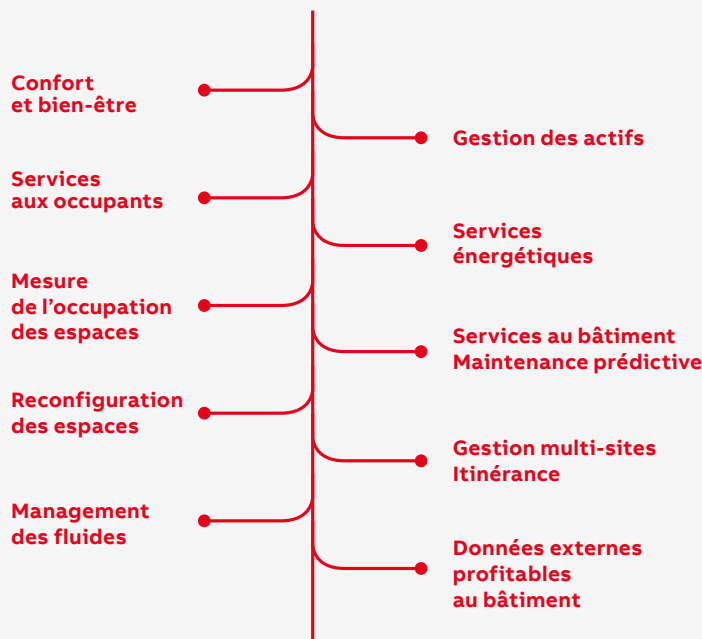 Confort
et bien-être
Gestion des actifs
Services
aux occupants
Services
énergétiques
Mesure
de l’occupation
des espaces
Services au bâtiment
Maintenance prédictive
Reconfiguration
des espaces
Gestion multi-sites
Itinérance
Management
des fluides
Données externes
profitables
au bâtiment